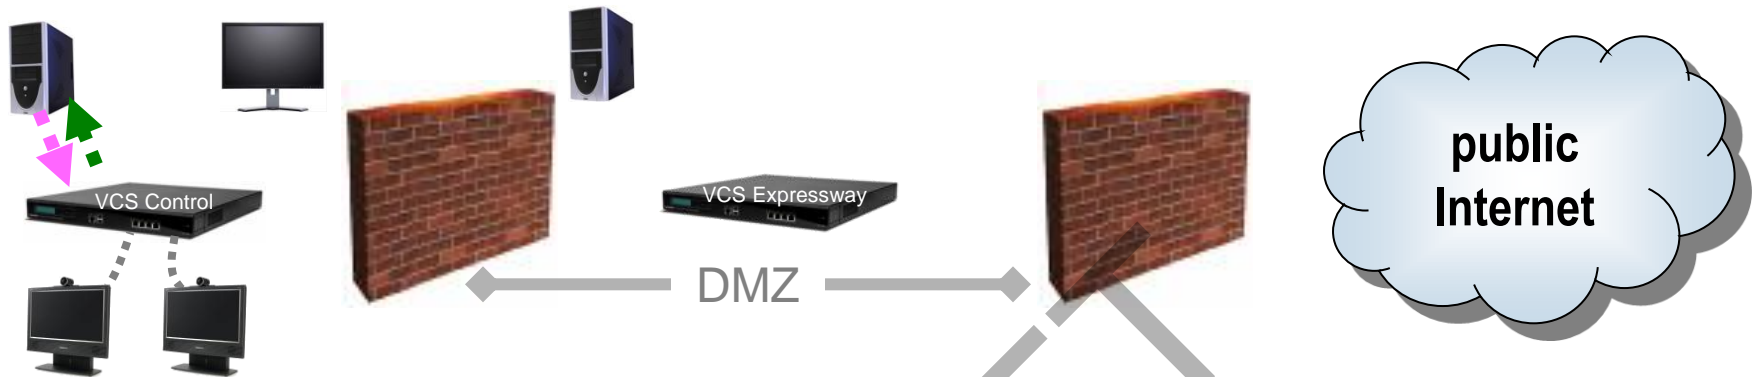 VCS Control
VCS Expressway
DMZ
public
Internet